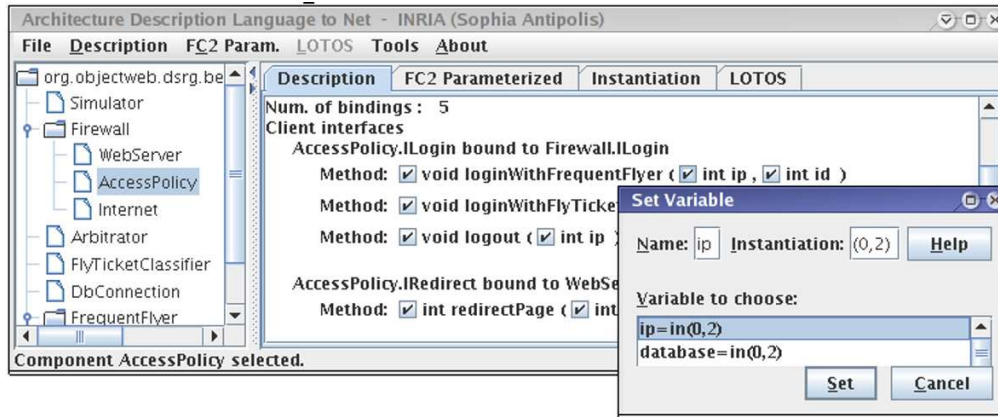 Architecture Description Language to Net - INRIA (Sophia Antipolis)
File Description FC2 Param. LOTOS Tools About
org.objectweb.dsrg.be
Simulator
Firewall
WebServer
AccessPolicy
Internet
Arbitrator
FlyTicketClassifier
DbConnection
FrequentFlyer
Description FC2 Parameterized Instantiation LOTOS
Num. of bindings : 5
Client interfaces
AccessPolicy.ILogin bound to Firewall.ILogin
Method: void loginWithFrequentFlyer ( int ip , int id )
Method: void loginWithFlyTicke
Method: void logout ( int ip )
AccessPolicy.IRedirect bound to WebSe
Method: int redirectPage ( int
Component AccessPolicy selected.
Set Variable
Name: ip Instantiation: (0,2) Help
Variable to choose:
ip=in(0,2)
database=in(0,2)
Set Cancel